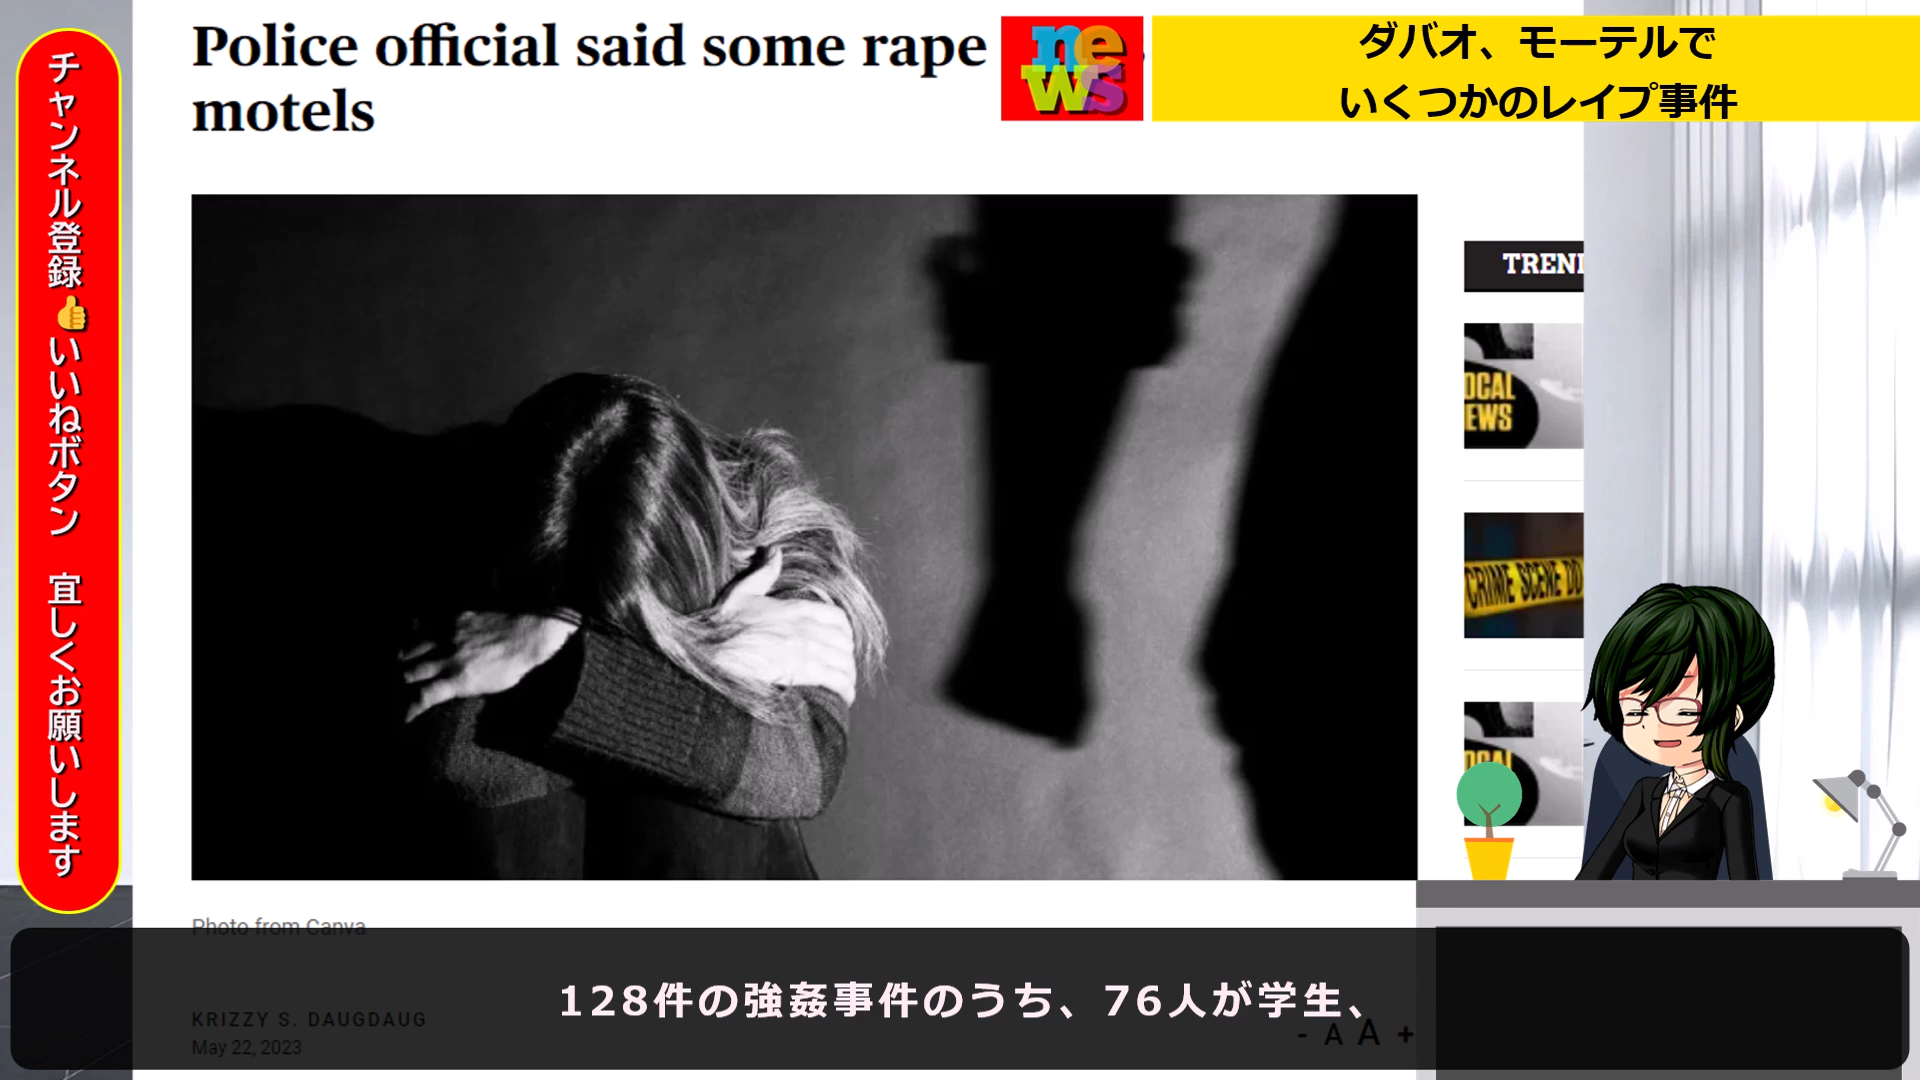 チャンネル登録👍いいねボタン 宜しくお願いします
Police official said some rape
motels
news
ダバオ、モーテルで
いくつかのレイプ事件
TREN
OCAL
EWS
CRIME SCENE DO
OCAL
Photo from Canva
128件の強姦事件のうち、76人が学生、
KRIZZY S. DAUGDAUG
May 22, 2023
- A A +